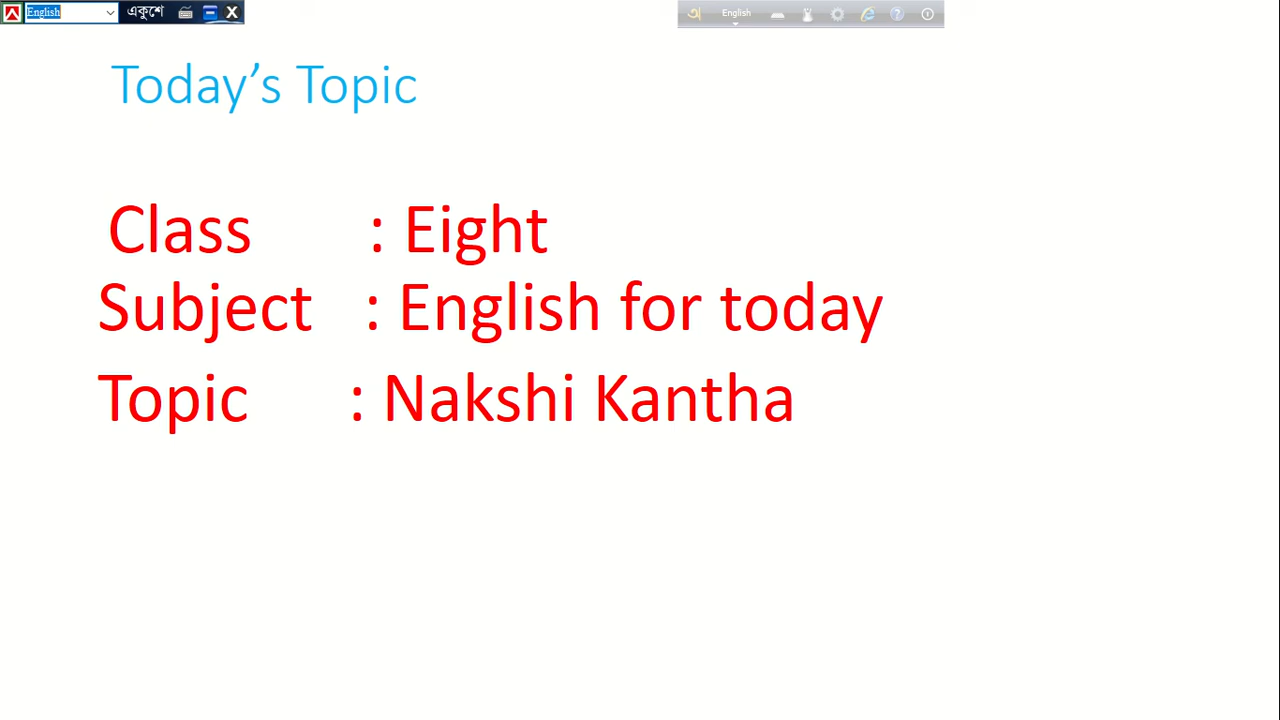 English একুশে
English
Today's Topic
Class : Eight
Subject : English for today
Topic : Nakshi Kantha